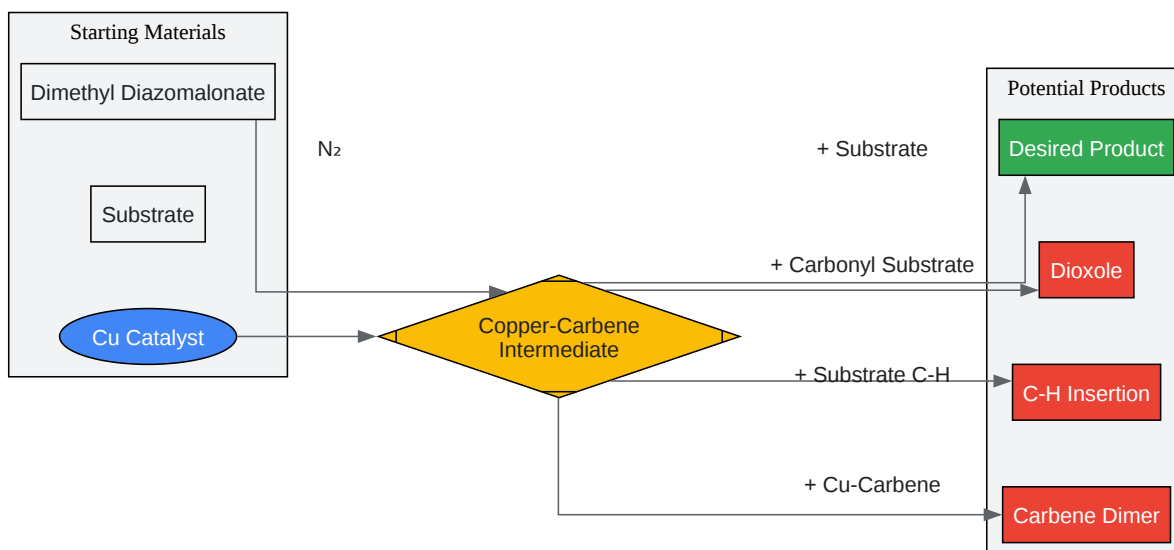 Starting Materials
Dimethyl Diazomalonate
Substrate
Cu Catalyst
N₂
Copper-Carbene
Intermediate
+ Substrate
+ Carbonyl Substrate
+ Substrate C-H
+ Cu-Carbene
Potential Products
Desired Product
Dioxole
C-H Insertion
Carbene Dimer